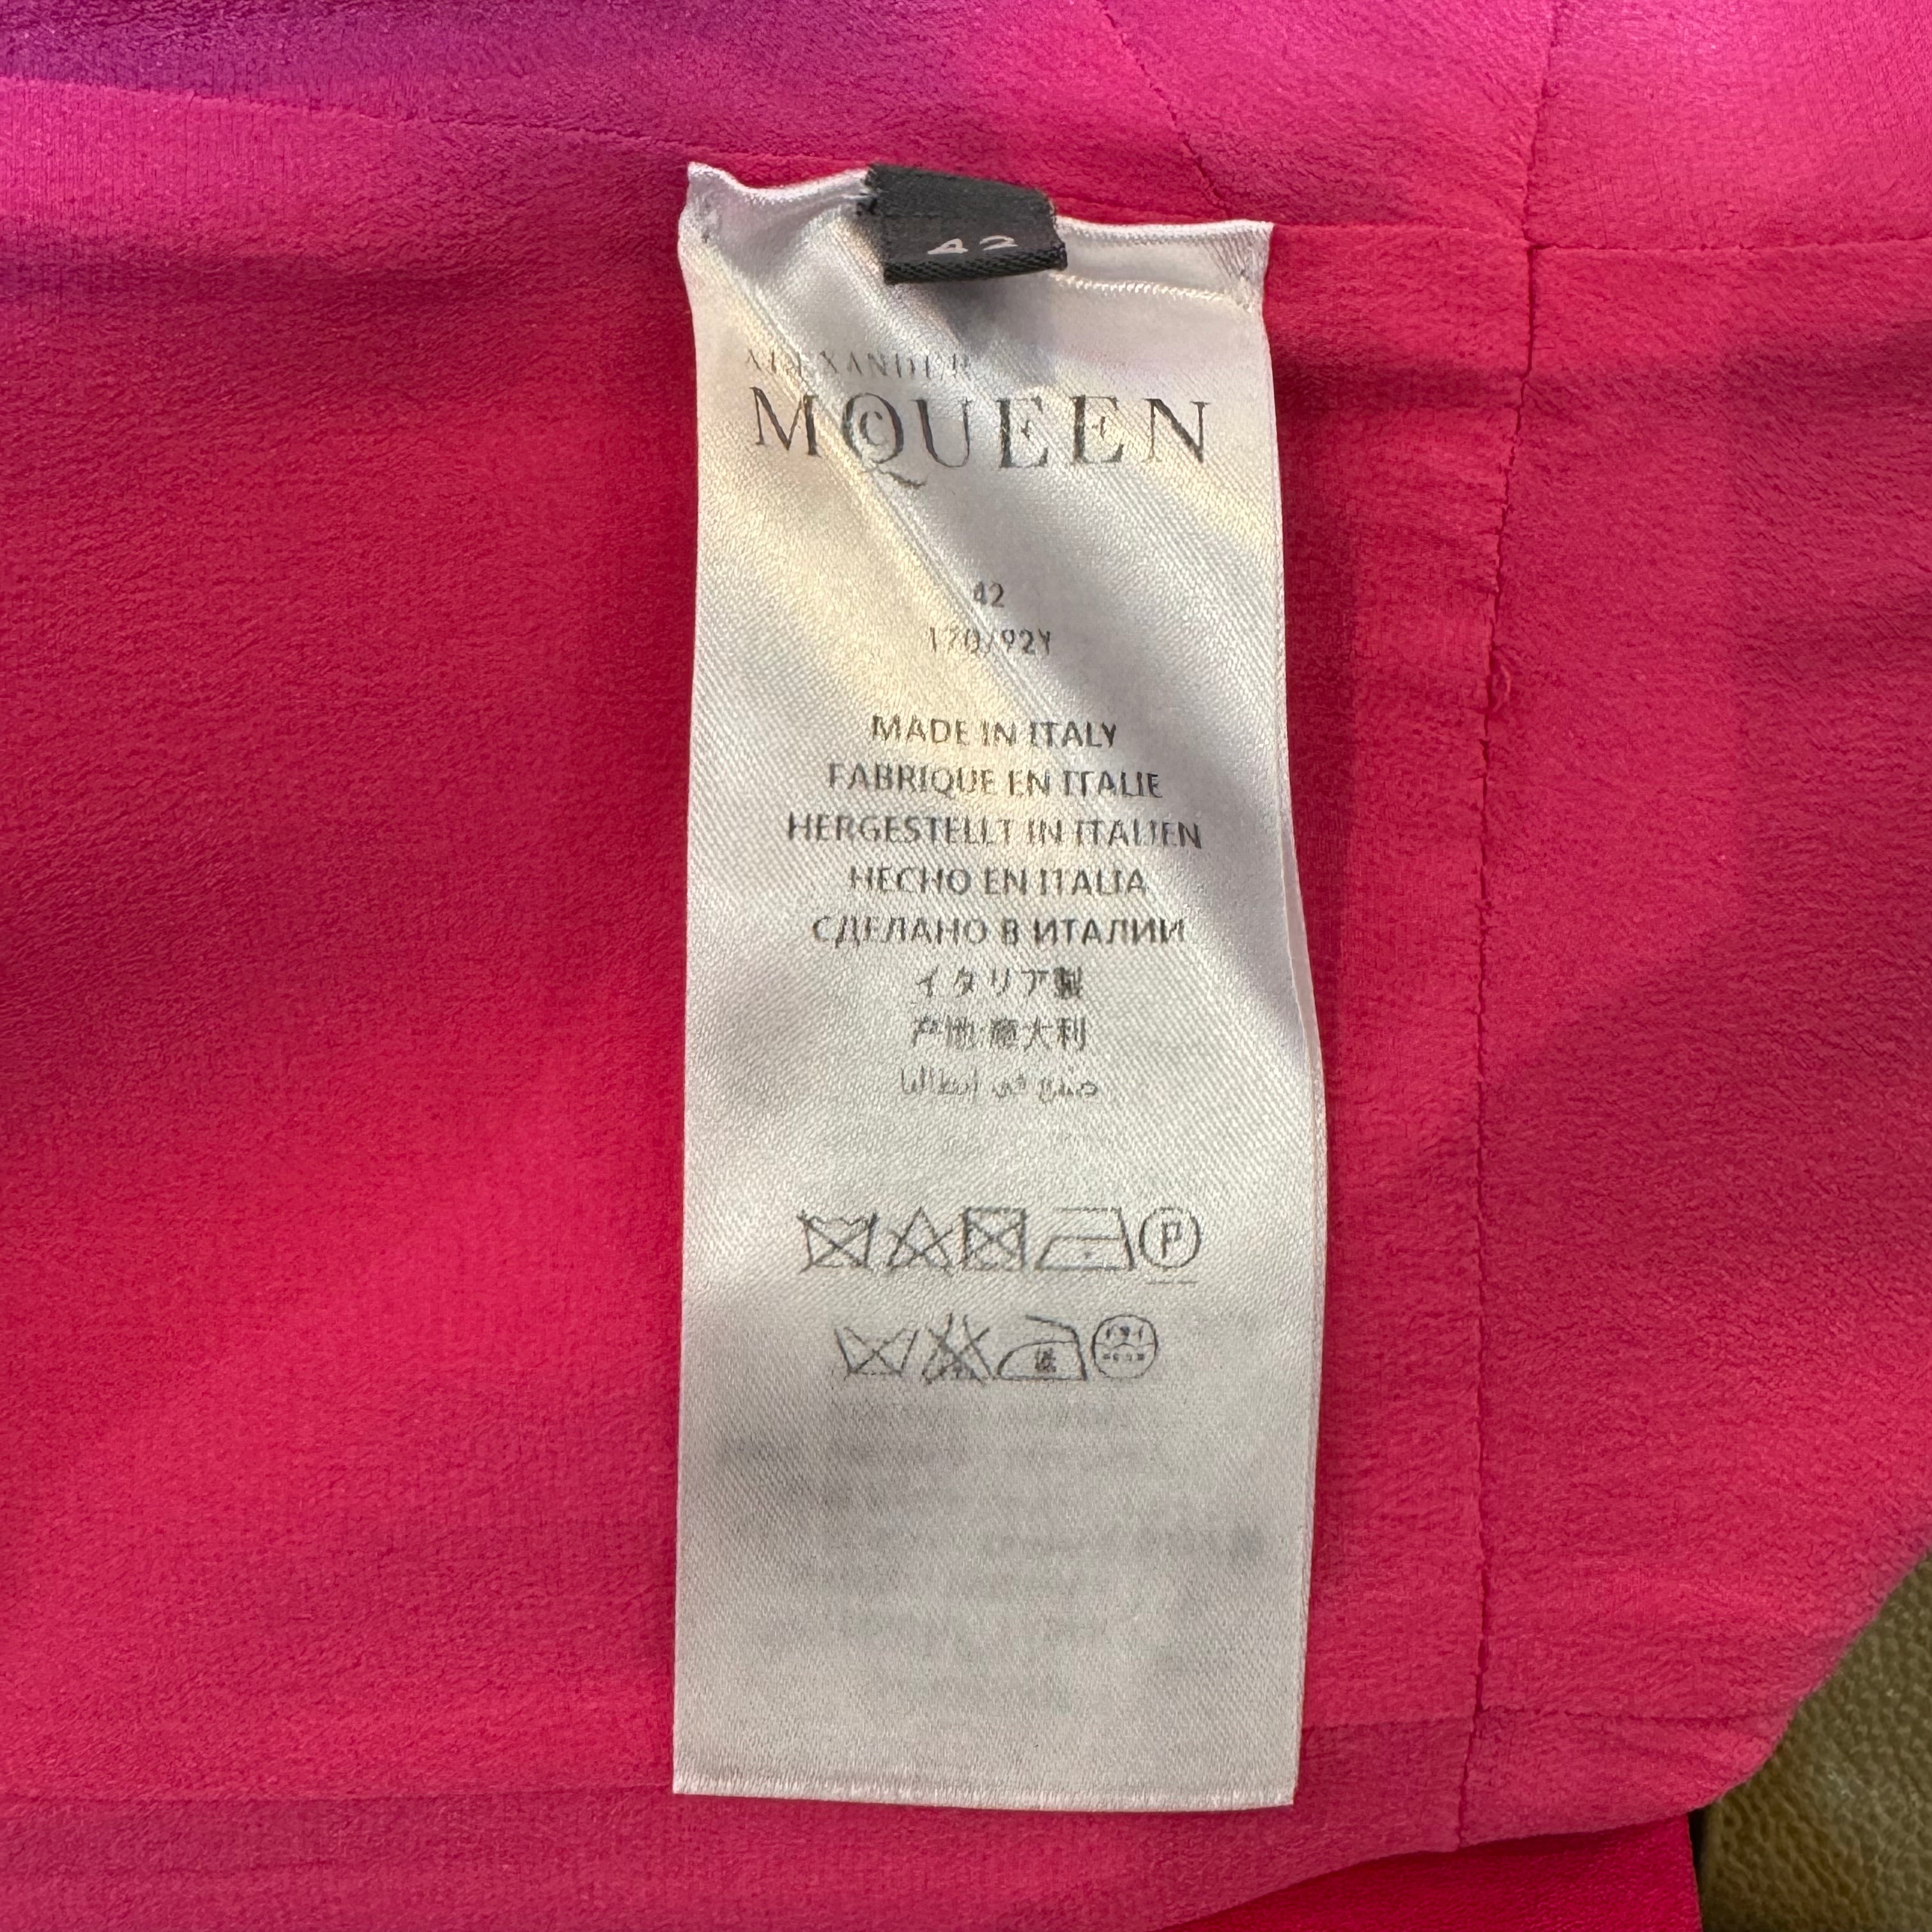 42
ALEXANDER
MCQUEEN
42
170/92Y
MADE IN ITALY
FABRIQUE EN ITALIE
HERGESTELLT IN ITALIEN
HECHO EN ITALIA
СДЕЛАНО В ИТАЛИИ
イタリア製
产地:意大利
صنع في إيطاليا
P